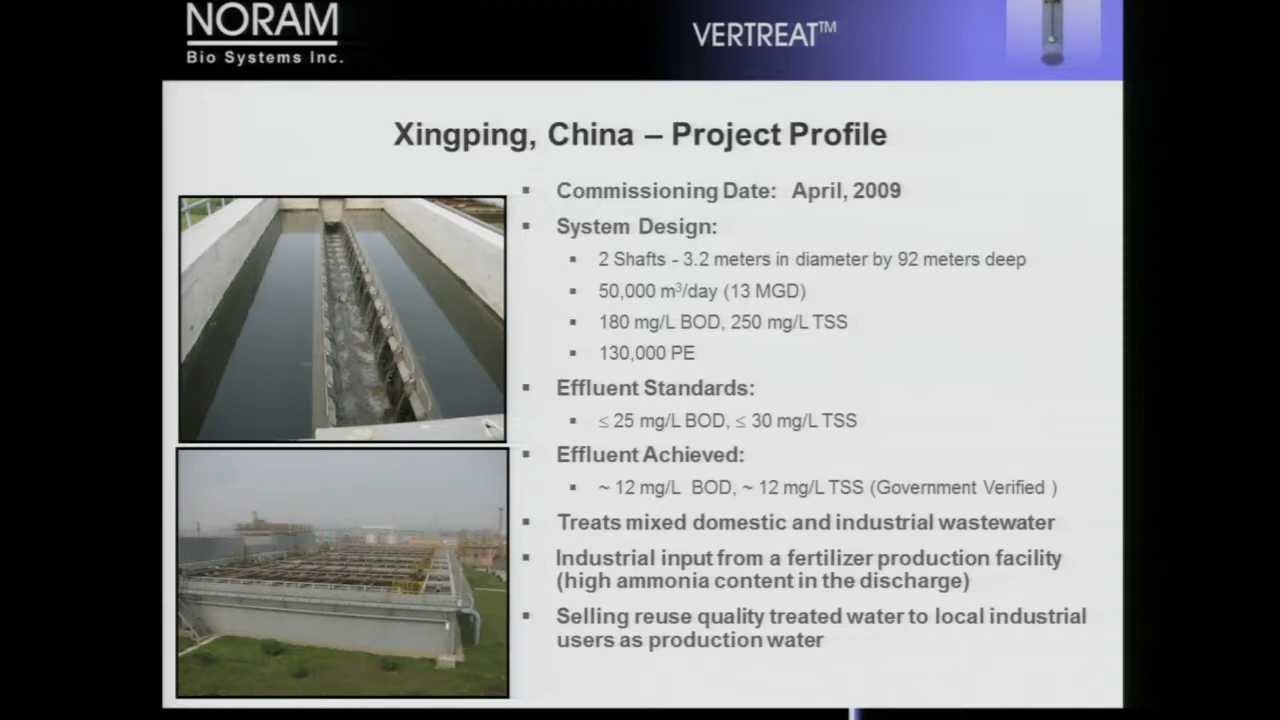 NORAM
Bio Systems Inc.
VERTREAT™
Xingping, China – Project Profile
▪ Commissioning Date: April, 2009
▪ System Design:
▪ 2 Shafts - 3.2 meters in diameter by 92 meters deep
▪ 50,000 m³/day (13 MGD)
▪ 180 mg/L BOD, 250 mg/L TSS
▪ 130,000 PE
▪ Effluent Standards:
▪ ≤ 25 mg/L BOD, ≤ 30 mg/L TSS
▪ Effluent Achieved:
▪ ~ 12 mg/L BOD, ~ 12 mg/L TSS (Government Verified )
▪ Treats mixed domestic and industrial wastewater
▪ Industrial input from a fertilizer production facility
(high ammonia content in the discharge)
▪ Selling reuse quality treated water to local industrial
users as production water